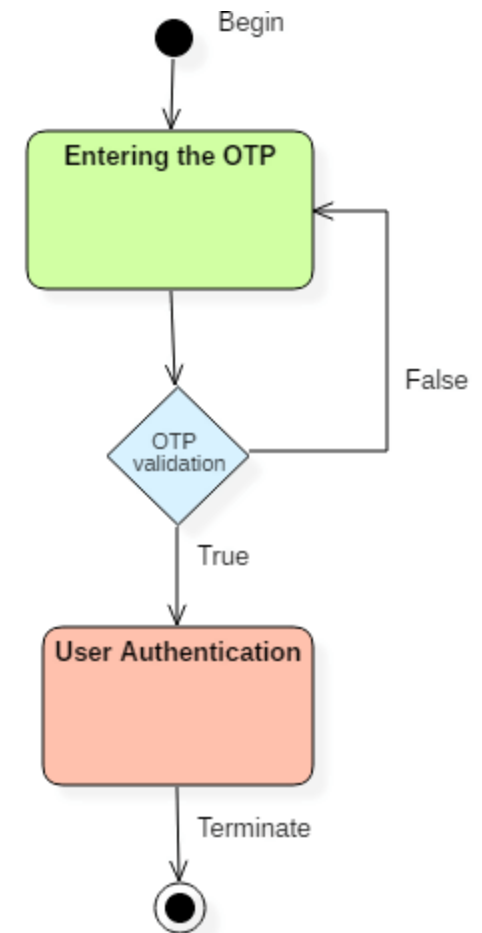 Begin
Entering the OTP
False
OTP
validation
True
User Authentication
Terminate